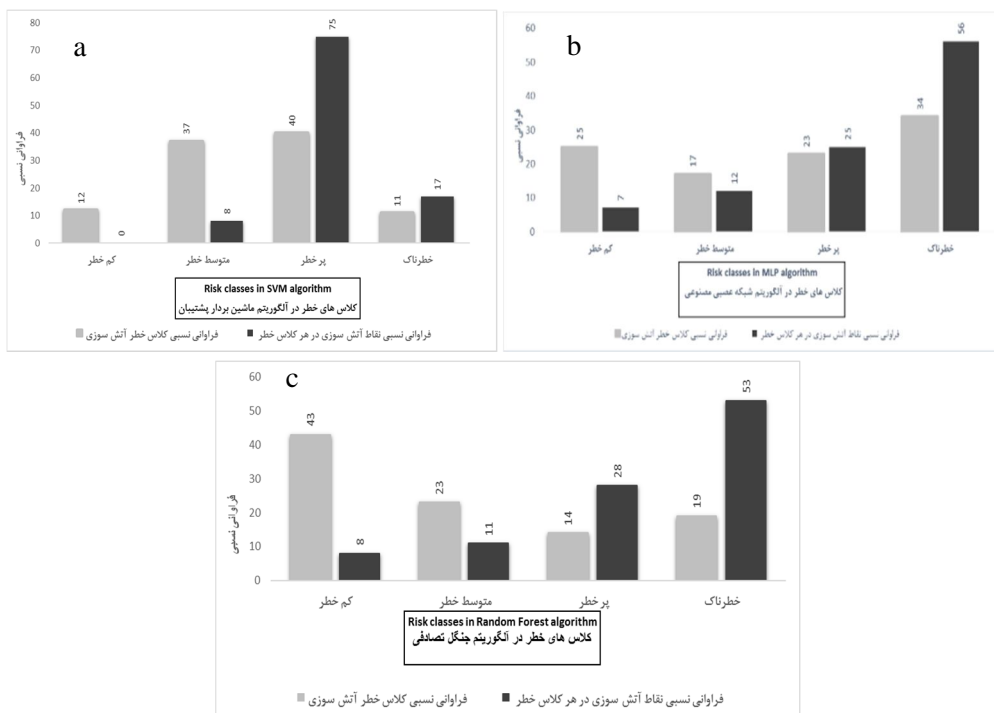 a
80
70
60
50
40
30
20
10
0
فراوانی نسبی
12
0
37
8
40
75
11
17
کم خطر
متوسط خطر
پر خطر
خطرناک
Risk classes in SVM algorithm
کلاس های خطر در آلگوریتم ماشین بردار پشتیبان
فراوانی نسبی کلاس خطر آتش سوزی
فراوانی نسبی نقاط آتش سوزی در هر کلاس خطر
b
60
50
40
30
20
10
0
فراوانی نسبی
25
7
17
12
23
25
34
56
کم خطر
متوسط خطر
پر خطر
خطرناک
Risk classes in MLP algorithm
کلاس های خطر در آلگوریتم شبکه عصبی مصنوعی
فراوانی نسبی کلاس خطر آتش سوزی
فراوانی نسبی نقاط آتش سوزی در هر کلاس خطر
c
60
50
40
30
20
10
0
فراوانی نسبی
43
8
23
11
14
28
19
53
کم خطر
متوسط خطر
پر خطر
خطرناک
Risk classes in Random Forest algorithm
کلاس های خطر در آلگوریتم جنگل تصادفی
فراوانی نسبی کلاس خطر آتش سوزی
فراوانی نسبی نقاط آتش سوزی در هر کلاس خطر